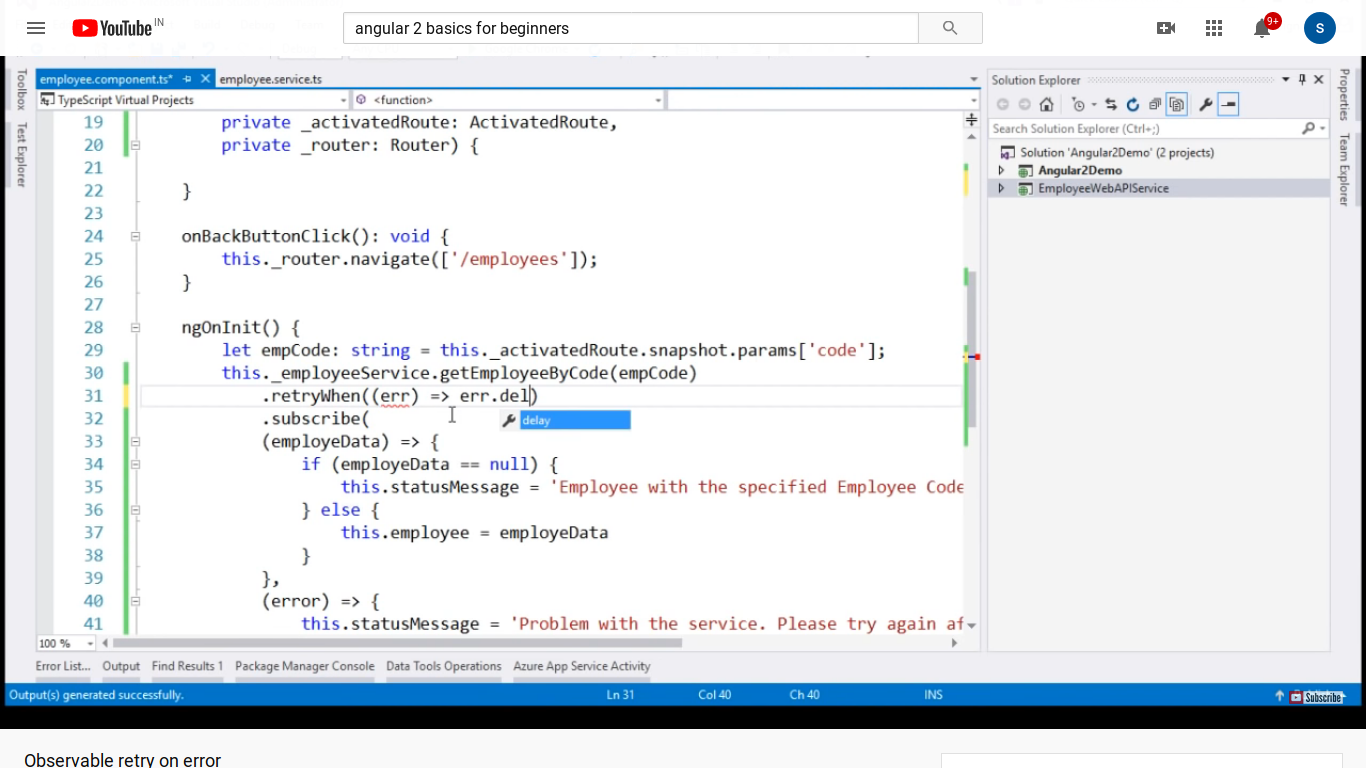 YouTube IN
angular 2 basics for beginners
9+
S
Toolbox
Test Explorer
employee.component.ts*
employee.service.ts
TypeScript Virtual Projects
<function>
19 private _activatedRoute: ActivatedRoute,
20 private _router: Router) {
21
22 }
23
24 onBackButtonClick(): void {
25 this._router.navigate(['/employees']);
26 }
27
28 ngOnInit() {
29 let empCode: string = this._activatedRoute.snapshot.params['code'];
30 this._employeeService.getEmployeeByCode(empCode)
31 .retryWhen((err) => err.del)
32 .subscribe(
delay
33 (employeData) => {
34 if (employeData == null) {
35 this.statusMessage = 'Employee with the specified Employee Code
36 } else {
37 this.employee = employeData
38 }
39 },
40 (error) => {
41 this.statusMessage = 'Problem with the service. Please try again af
100 %
Solution Explorer
Search Solution Explorer (Ctrl+;)
Solution 'Angular2Demo' (2 projects)
Angular2Demo
EmployeeWebAPIService
Properties
Team Explorer
Error List... Output Find Results 1 Package Manager Console Data Tools Operations Azure App Service Activity
Output(s) generated successfully. Ln 31 Col 40 Ch 40 INS
Subscribe
Observable retry on error